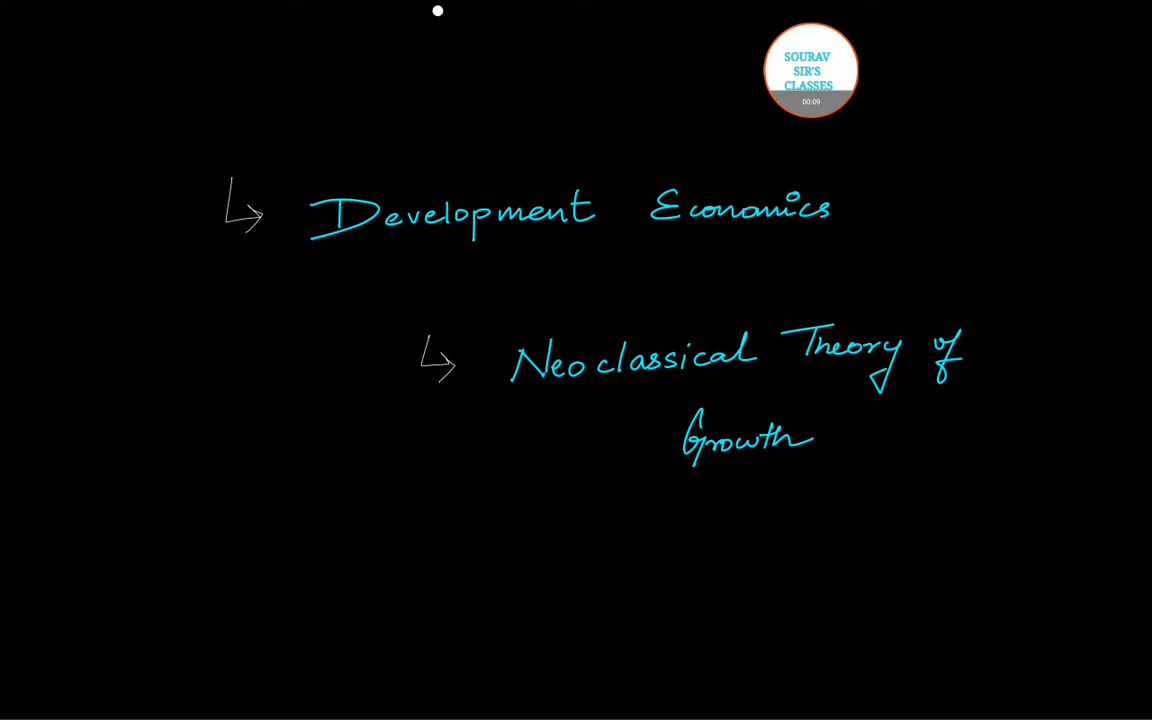 SOURAV
SIR'S
CLASSES
00:09
Development Economics
Neoclassical Theory of
Growth